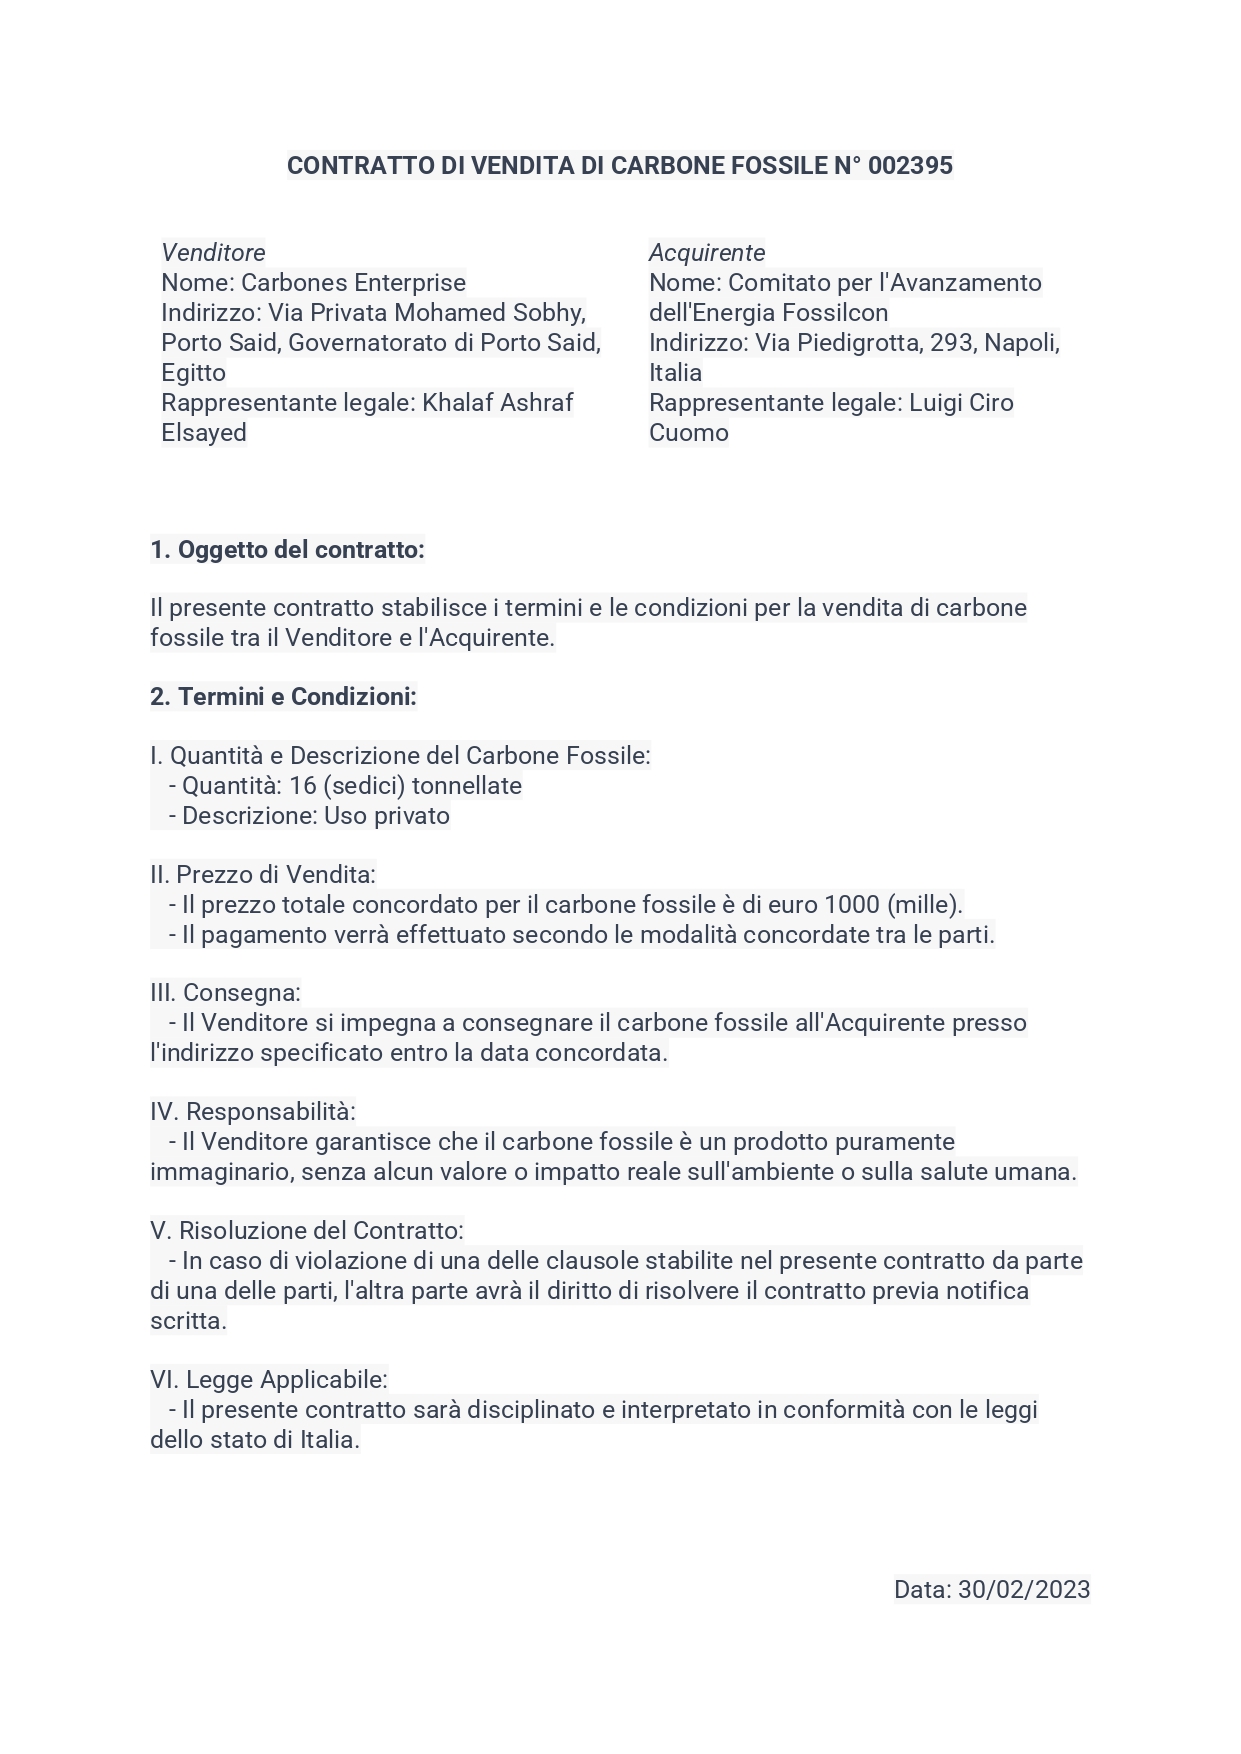 CONTRATTO DI VENDITA DI CARBONE FOSSILE N° 002395
Venditore
Nome: Carbones Enterprise
Indirizzo: Via Privata Mohamed Sobhy,
Porto Said, Governatorato di Porto Said,
Egitto
Rappresentante legale: Khalaf Ashraf
Elsayed
Acquirente
Nome: Comitato per l'Avanzamento
dell'Energia Fossilcon
Indirizzo: Via Piedigrotta, 293, Napoli,
Italia
Rappresentante legale: Luigi Ciro
Cuomo
1. Oggetto del contratto:
Il presente contratto stabilisce i termini e le condizioni per la vendita di carbone
fossile tra il Venditore e l'Acquirente.
2. Termini e Condizioni:
I. Quantità e Descrizione del Carbone Fossile:
- Quantità: 16 (sedici) tonnellate
- Descrizione: Uso privato
II. Prezzo di Vendita:
- Il prezzo totale concordato per il carbone fossile è di euro 1000 (mille).
- Il pagamento verrà effettuato secondo le modalità concordate tra le parti.
III. Consegna:
- Il Venditore si impegna a consegnare il carbone fossile all'Acquirente presso
l'indirizzo specificato entro la data concordata.
IV. Responsabilità:
- Il Venditore garantisce che il carbone fossile è un prodotto puramente
immaginario, senza alcun valore o impatto reale sull'ambiente o sulla salute umana.
V. Risoluzione del Contratto:
- In caso di violazione di una delle clausole stabilite nel presente contratto da parte
di una delle parti, l'altra parte avrà il diritto di risolvere il contratto previa notifica
scritta.
VI. Legge Applicabile:
- Il presente contratto sarà disciplinato e interpretato in conformità con le leggi
dello stato di Italia.
Data: 30/02/2023